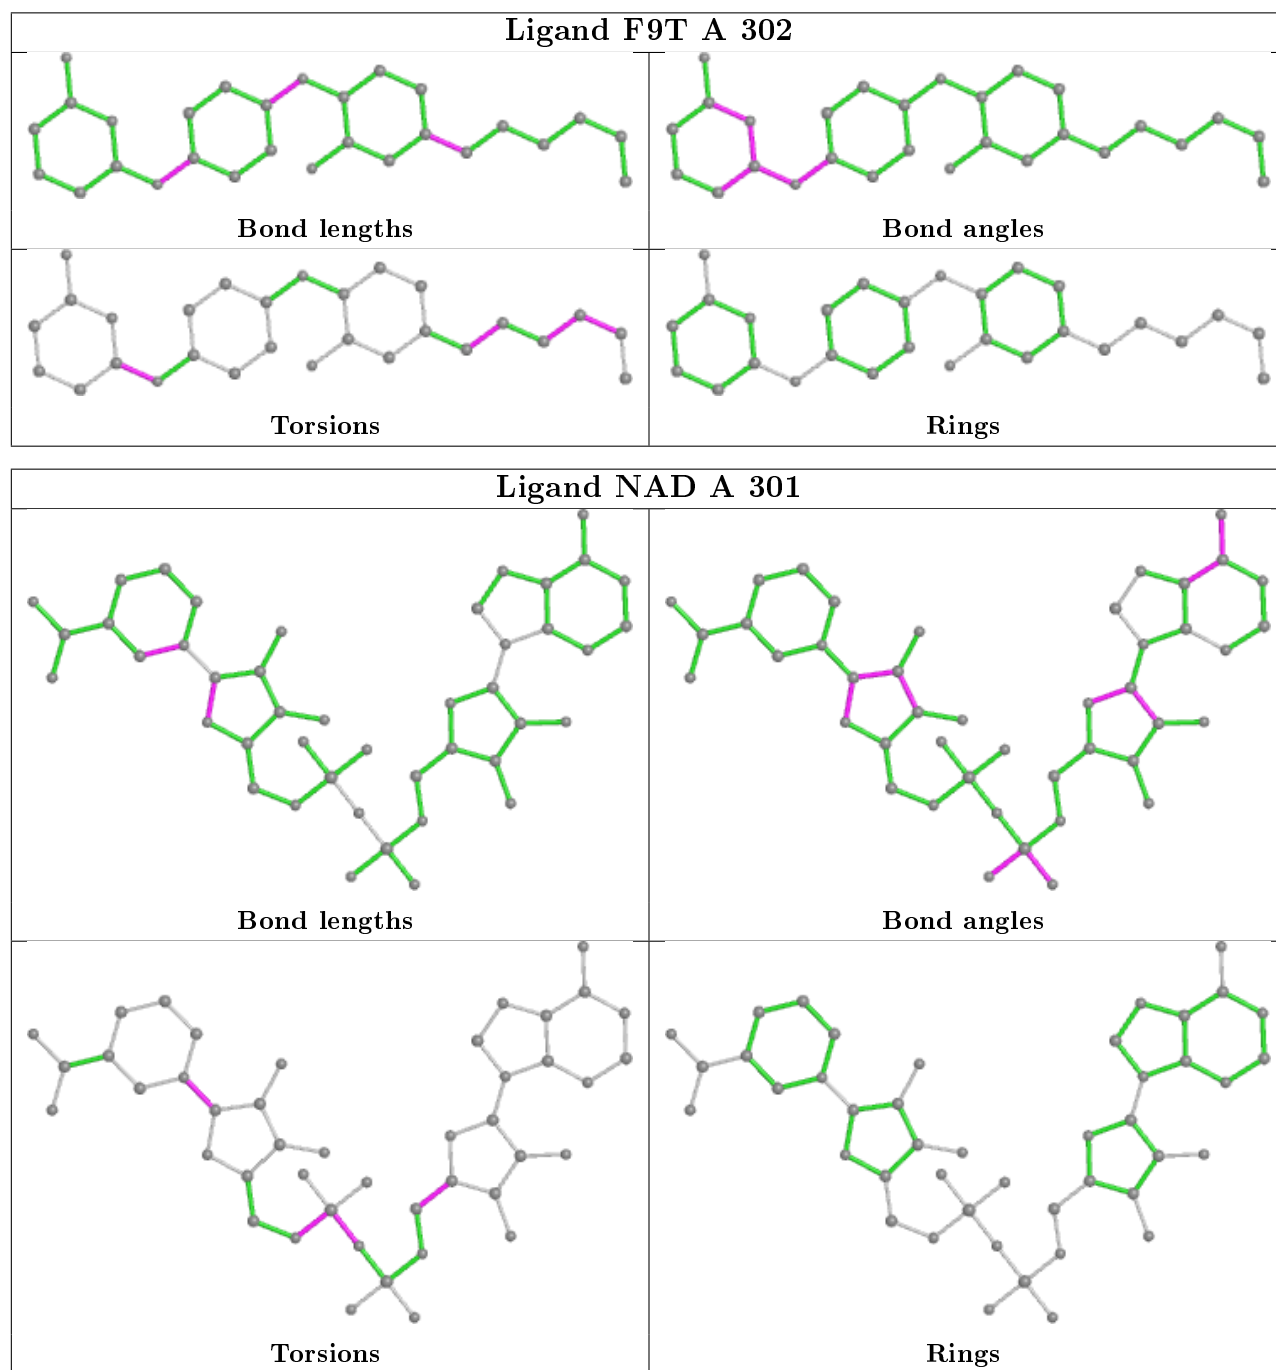 Ligand F9T A 302
Bond lengths
Bond angles
Torsions
Rings
Ligand NAD A 301
Bond lengths
Bond angles
Torsions
Rings